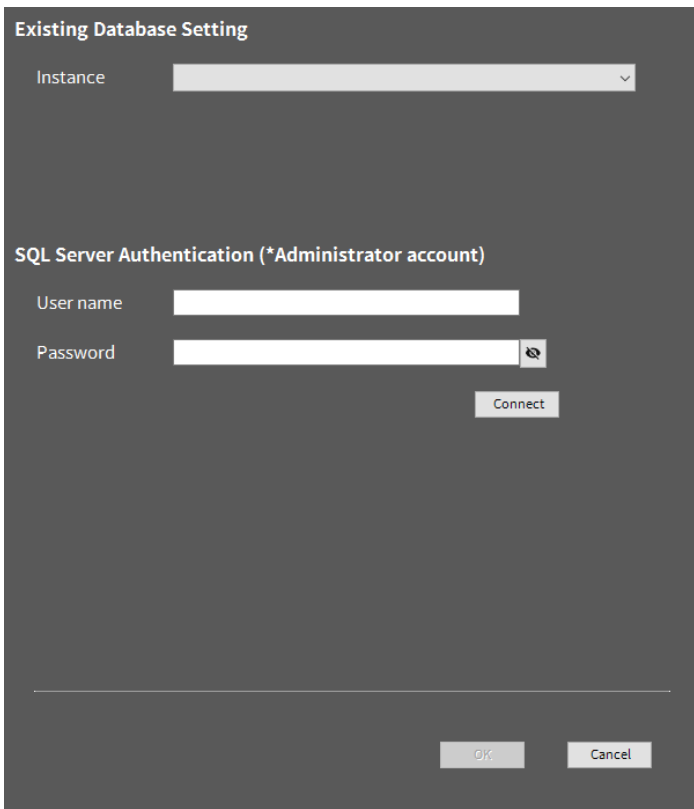 Existing Database Setting
Instance
SQL Server Authentication (*Administrator account)
User name
Password
Connect
OK
Cancel